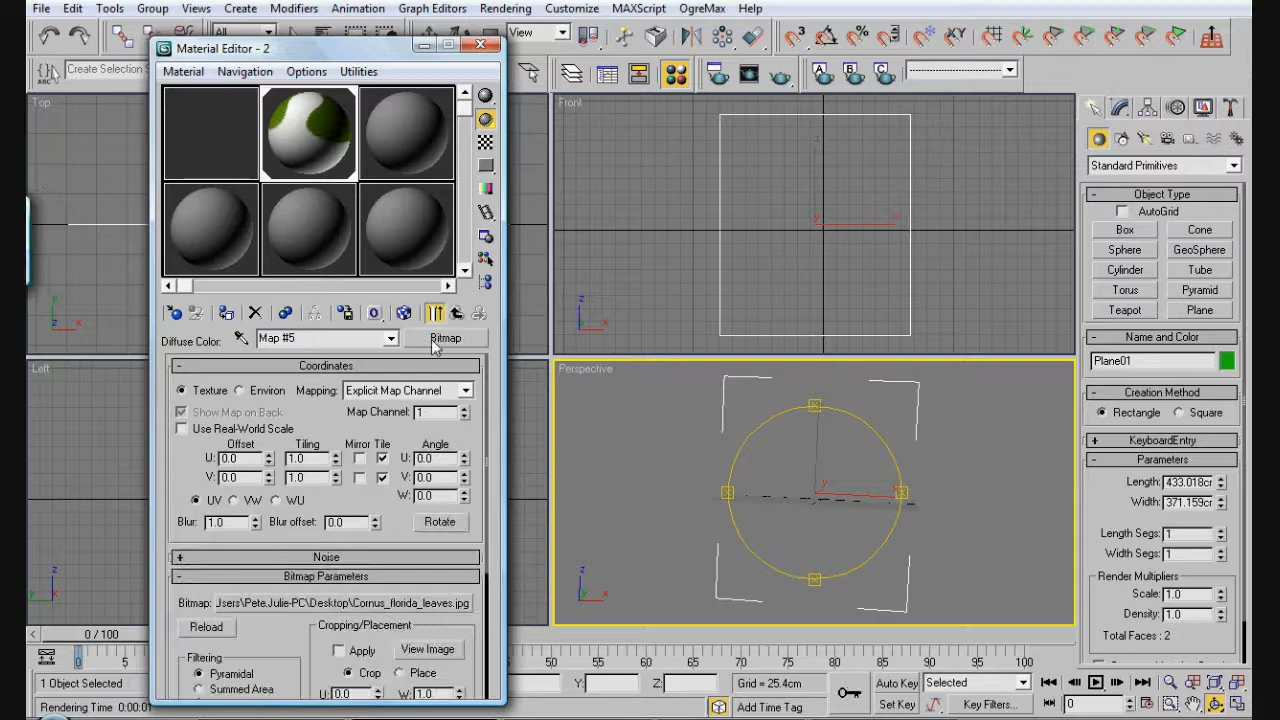 File Edit Tools Group Views Create Modifiers Animation Graph Editors Rendering Customize MAXScript OgreMax Help
All View
Material Editor - 2
ABC Create Selection S
A B C
Material Navigation Options Utilities
Top
Front
Standard Primitives
- Object Type
AutoGrid
Box Cone
Sphere GeoSphere
Cylinder Tube
Torus Pyramid
Teapot Plane
Diffuse Color: Map #5 Bitmap
- Name and Color
Plane01
Left
Perspective
- Coordinates
Texture Environ Mapping: Explicit Map Channel
Show Map on Back Map Channel: 1
Use Real-World Scale
Offset Tiling Mirror Tile Angle
U: 0.0 1.0 U: 0.0
V: 0.0 1.0 V: 0.0
W: 0.0
UV VW WU
Blur: 1.0 Blur offset: 0.0 Rotate
+ Noise
- Bitmap Parameters
Bitmap: .Jsers\Pete.Julie-PC\Desktop\Cornus_florida_leaves.jpg
Reload
Cropping/Placement
Apply View Image
Filtering
Pyramidal
Summed Area
Crop Place
U: 0.0 W: 1.0
- Creation Method
Rectangle Square
+ KeyboardEntry
- Parameters
Length: 433.018cr
Width: 371.159cr
Length Segs: 1
Width Segs: 1
Render Multipliers
Scale: 1.0
Density: 1.0
Total Faces : 2
0 / 100
0 5 50 55 60 65 70 75 80 85 90 95 100
1 Object Selected Y: Z: Grid = 25.4cm Auto Key Selected
Rendering Time 0:00:01 Add Time Tag Set Key Key Filters... 0